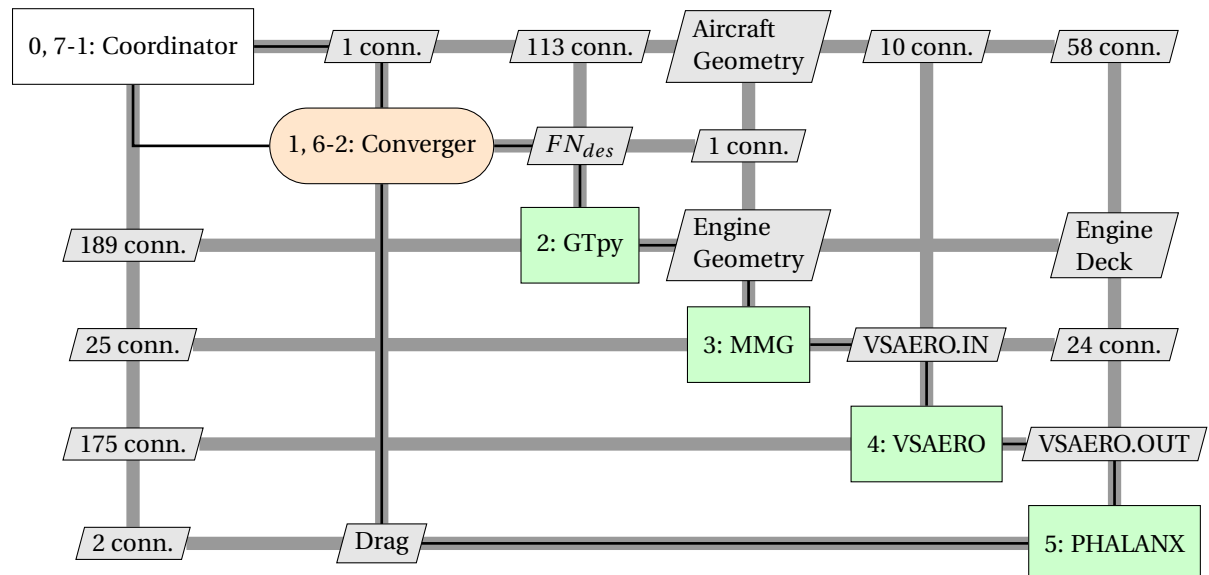 0, 7-1: Coordinator
1 conn.
113 conn.
Aircraft
Geometry
10 conn.
58 conn.
1, 6-2: Converger
FN_des
1 conn.
189 conn.
2: GTpy
Engine
Geometry
Engine
Deck
25 conn.
3: MMG
VSAERO.IN
24 conn.
175 conn.
4: VSAERO
VSAERO.OUT
2 conn.
Drag
5: PHALANX